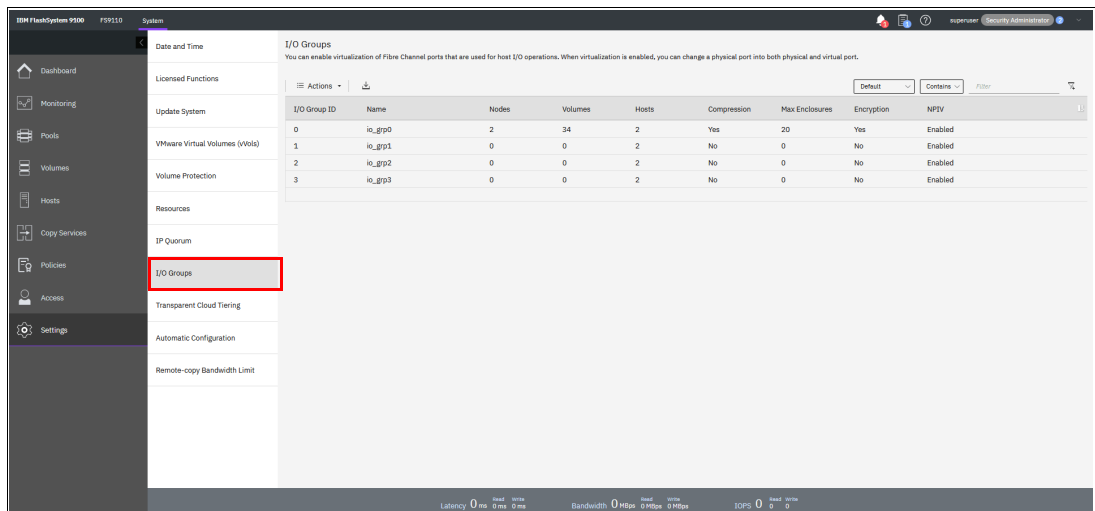 IBM FlashSystem 9100 FS9110 System superuser Security Administrator 2
1 1
Dashboard
Monitoring
Pools
Volumes
Hosts
Copy Services
Policies
Access
Settings
Date and Time
Licensed Functions
Update System
VMware Virtual Volumes (vVols)
Volume Protection
Resources
IP Quorum
I/O Groups
Transparent Cloud Tiering
Automatic Configuration
Remote-copy Bandwidth Limit
I/O Groups
You can enable virtualization of Fibre Channel ports that are used for host I/O operations. When virtualization is enabled, you can change a physical port into both physical and virtual port.
Actions Default Contains Filter
I/O Group ID Name Nodes Volumes Hosts Compression Max Enclosures Encryption NPIV
0 io_grp0 2 34 2 Yes 20 Yes Enabled
1 io_grp1 0 0 2 No 0 No Enabled
2 io_grp2 0 0 2 No 0 No Enabled
3 io_grp3 0 0 2 No 0 No Enabled
Latency 0 ms Read 0 ms Write 0 ms Bandwidth 0 MBps Read 0 MBps Write 0 MBps IOPS 0 Read 0 Write 0